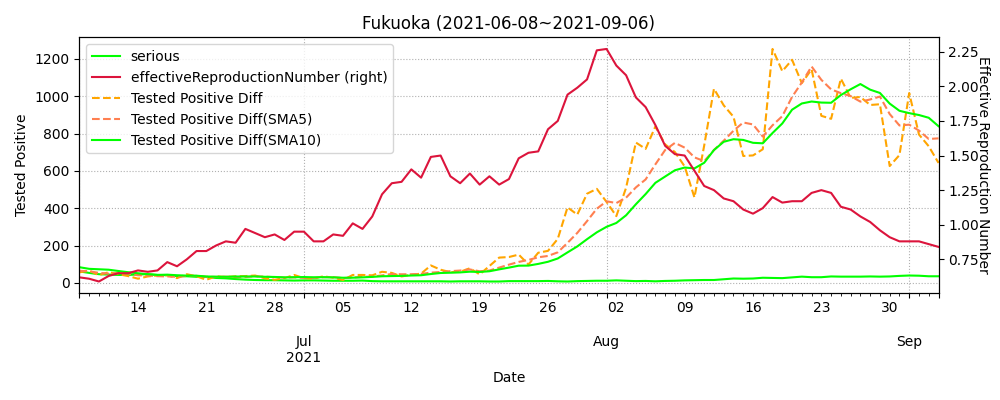 Fukuoka (2021-06-08~2021-09-06)
serious
effectiveReproductionNumber (right)
Tested Positive Diff
Tested Positive Diff(SMA5)
Tested Positive Diff(SMA10)
Tested Positive
1200
1000
800
600
400
200
0
2.25
2.00
1.75
1.50
1.25
1.00
0.75
Effective Reproduction Number
14 21 28 05 12 19 26 02 09 16 23 30
Jul Aug Sep
2021
Date